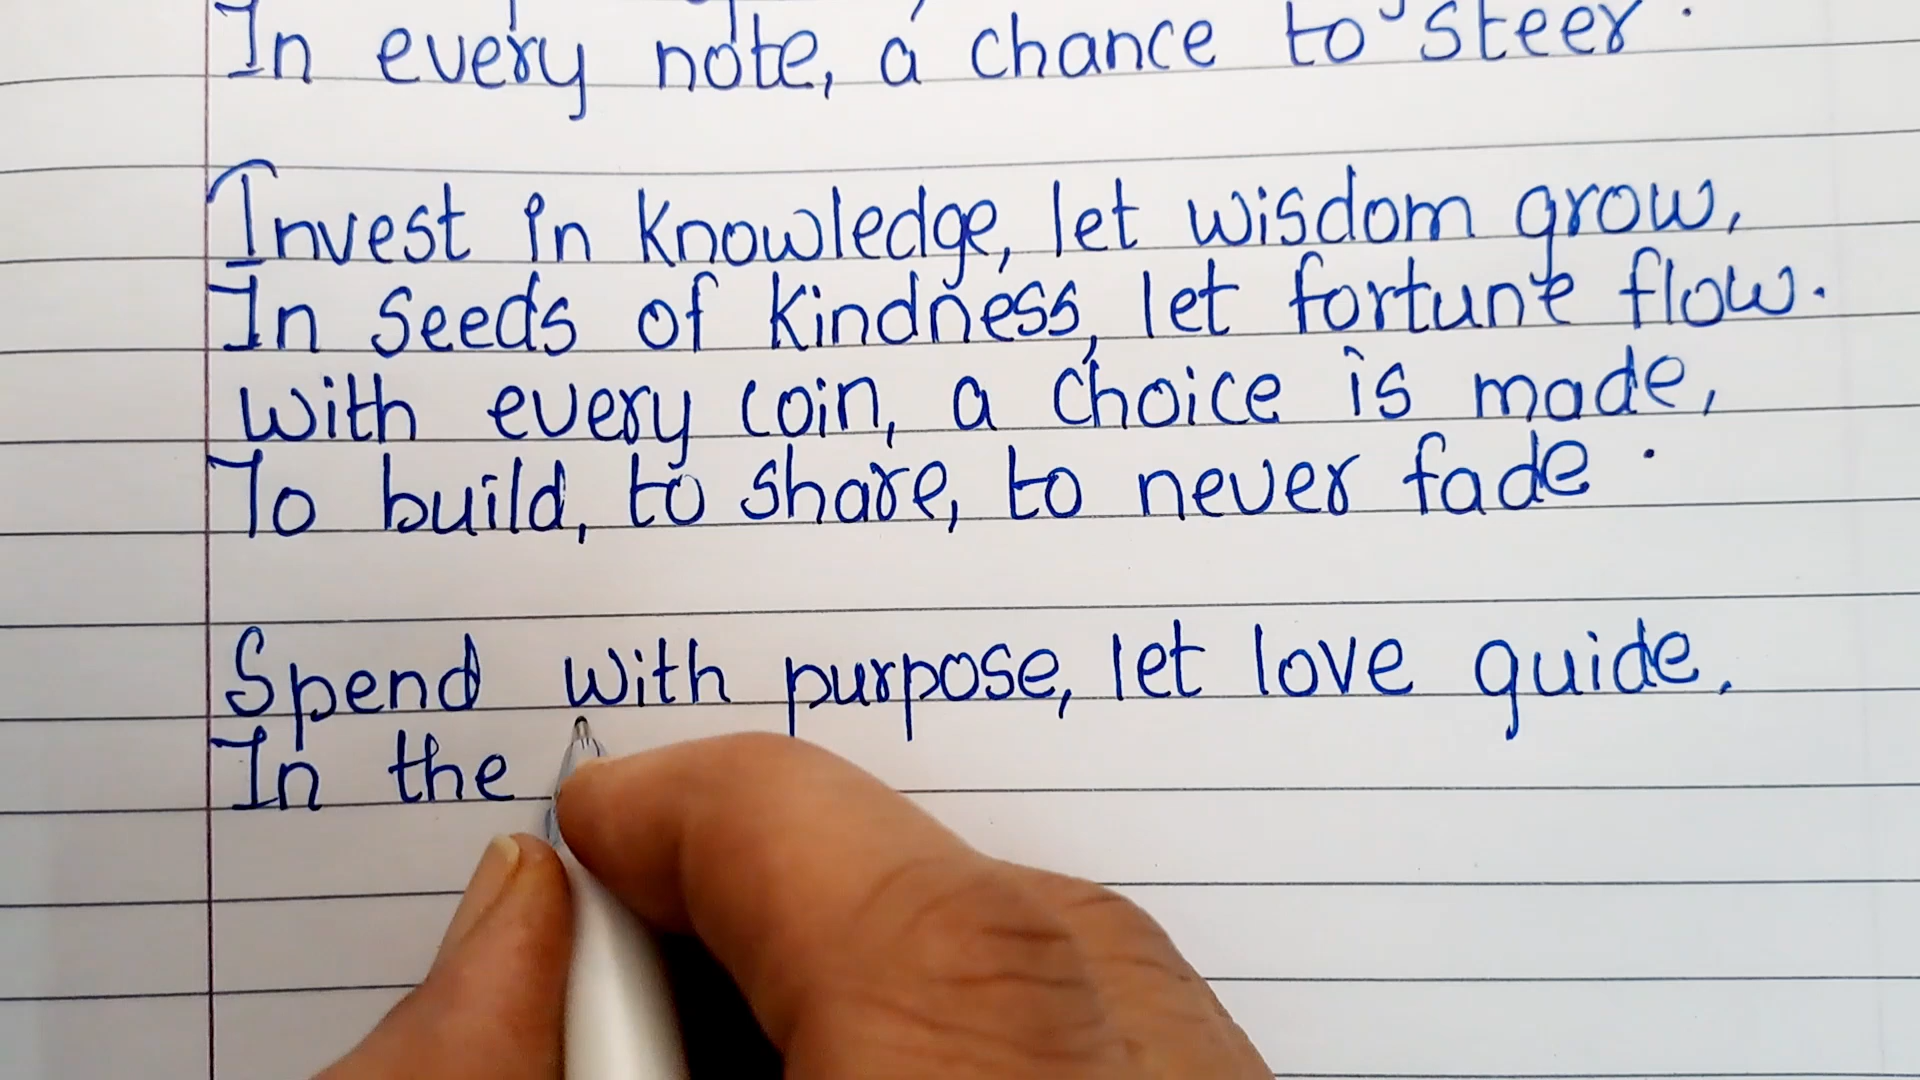 In every note, a chance to steer.
Invest in knowledge, let wisdom grow,
In seeds of kindness, let fortune flow.
With every coin, a choice is made,
To build, to share, to never fade.
Spend with purpose, let love guide,
In the